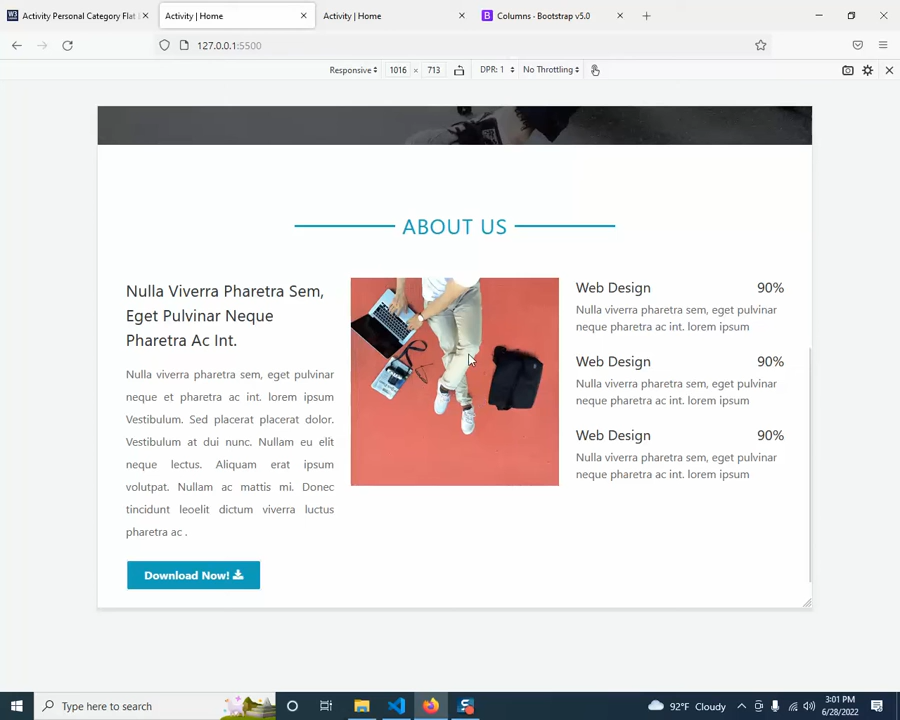 Activity Personal Category Flat
Activity | Home
Activity | Home
Columns · Bootstrap v5.0
127.0.0.1:5500
Responsive
1016 × 713
DPR: 1
No Throttling
ABOUT US
Nulla Viverra Pharetra Sem,
Eget Pulvinar Neque
Pharetra Ac Int.
Nulla viverra pharetra sem, eget pulvinar
neque et pharetra ac int. lorem ipsum
Vestibulum. Sed placerat placerat dolor.
Vestibulum at dui nunc. Nullam eu elit
neque lectus. Aliquam erat ipsum
volutpat. Nullam ac mattis mi. Donec
tincidunt leoelit dictum viverra luctus
pharetra ac .
Download Now!
Web Design 90%
Nulla viverra pharetra sem, eget pulvinar
neque pharetra ac int. lorem ipsum
Web Design 90%
Nulla viverra pharetra sem, eget pulvinar
neque pharetra ac int. lorem ipsum
Web Design 90%
Nulla viverra pharetra sem, eget pulvinar
neque pharetra ac int. lorem ipsum
Type here to search
92°F Cloudy
3:01 PM
6/28/2022